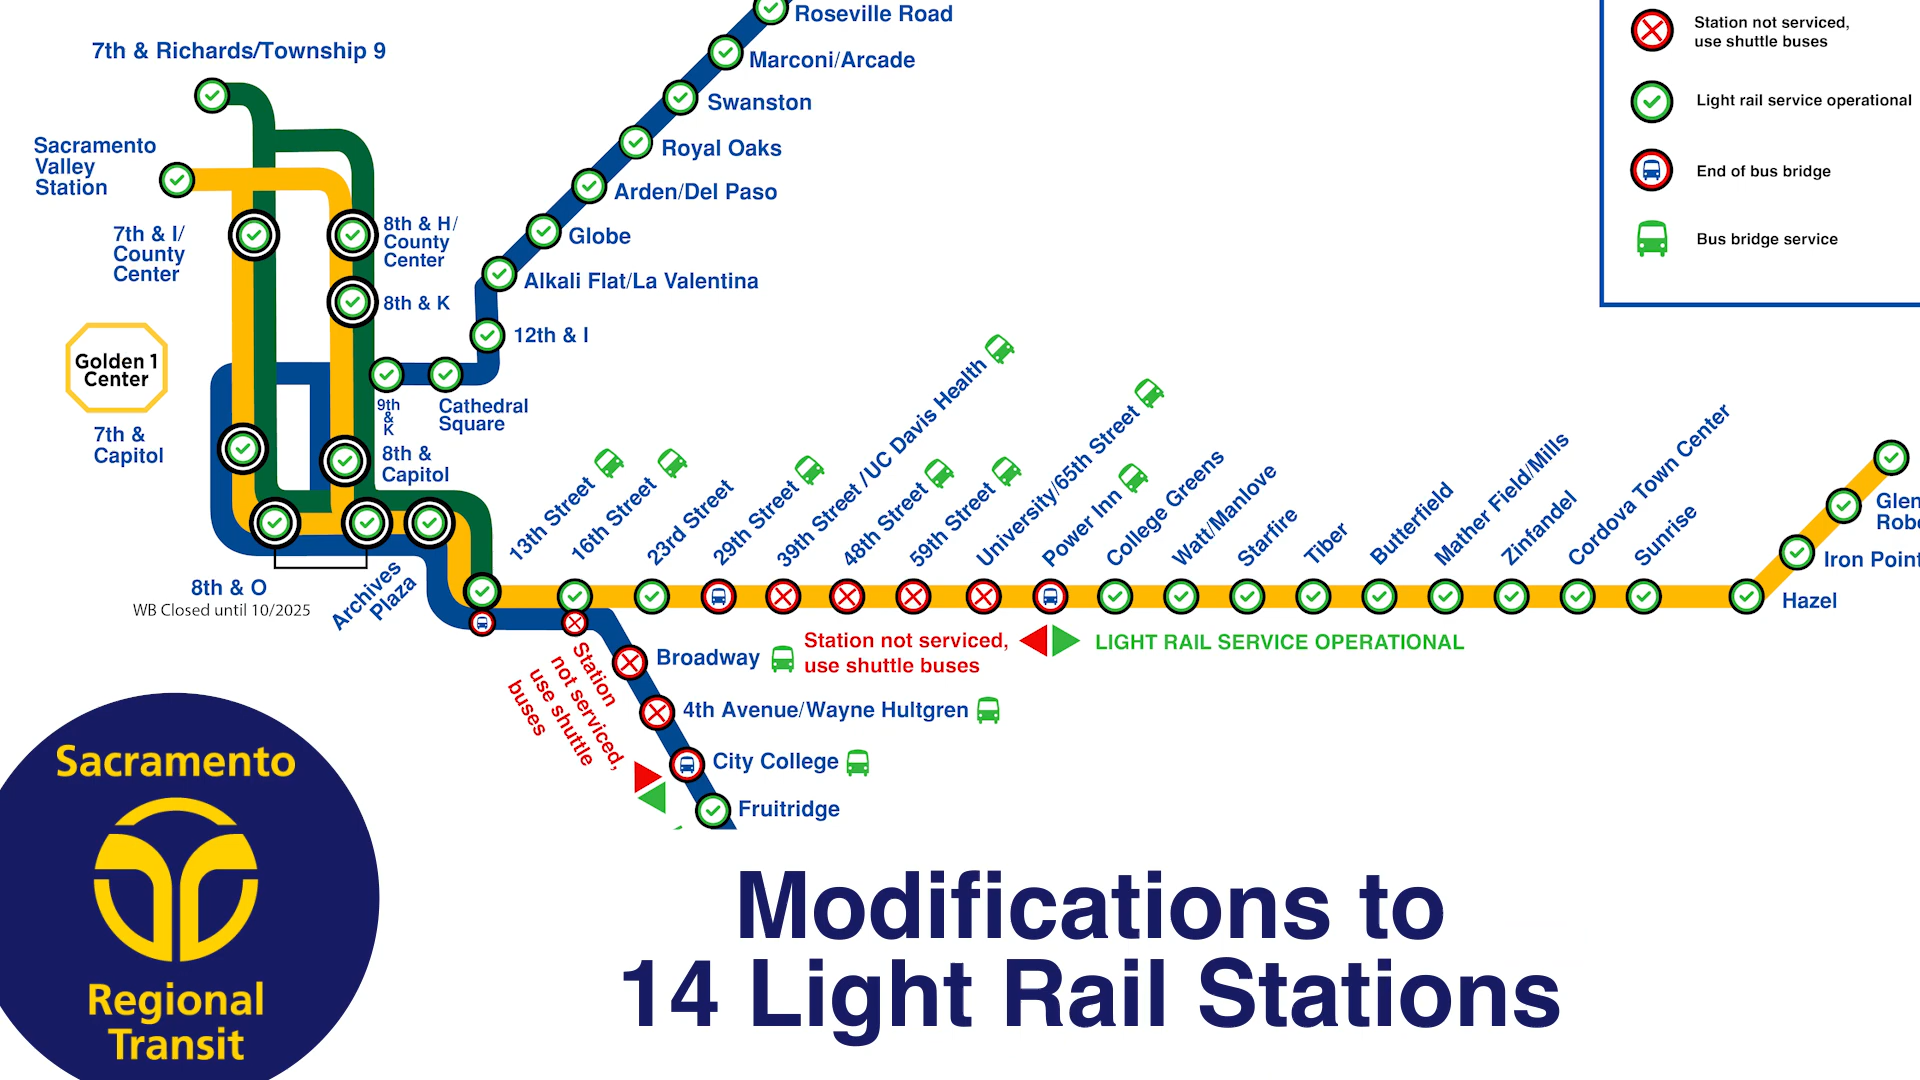 Roseville Road
Marconi/Arcade
Swanston
Royal Oaks
Arden/Del Paso
Globe
Alkali Flat/La Valentina
12th & I
Cathedral
Square
9th
&
K
7th & Richards/Township 9
Sacramento
Valley
Station
7th & I/
County
Center
8th & H/
County
Center
8th & K
Golden 1
Center
7th &
Capitol
8th &
Capitol
8th & O
WB Closed until 10/2025
Archives
Plaza
13th Street
16th Street
23rd Street
29th Street
39th Street /UC Davis Health
48th Street
59th Street
University/65th Street
Power Inn
College Greens
Watt/Manlove
Starfire
Tiber
Butterfield
Mather Field/Mills
Zinfandel
Cordova Town Center
Sunrise
Hazel
Iron Point
Glen
Robe
Station not serviced,
use shuttle buses
LIGHT RAIL SERVICE OPERATIONAL
Station
not serviced,
use shuttle
buses
Broadway
4th Avenue/Wayne Hultgren
City College
Fruitridge
Station not serviced,
use shuttle buses
Light rail service operational
End of bus bridge
Bus bridge service
Sacramento
Regional
Transit
Modifications to
14 Light Rail Stations